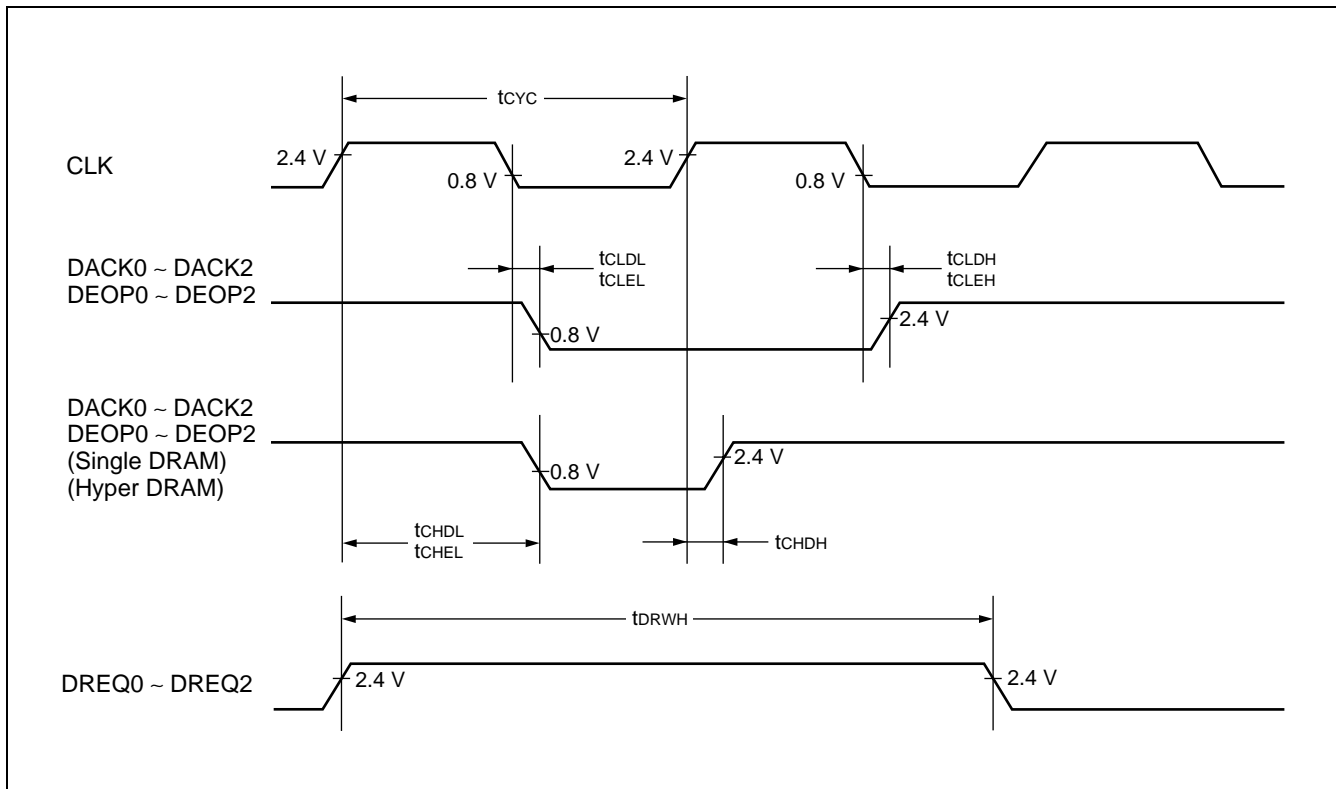 tCYC
CLK
2.4 V
0.8 V
2.4 V
0.8 V
DACK0 ~ DACK2
DEOP0 ~ DEOP2
tCLDL
tCLEL
tCLDH
tCLEH
0.8 V
2.4 V
DACK0 ~ DACK2
DEOP0 ~ DEOP2
(Single DRAM)
(Hyper DRAM)
0.8 V
2.4 V
tCHDL
tCHEL
tCHDH
tDRWH
DREQ0 ~ DREQ2
2.4 V
2.4 V